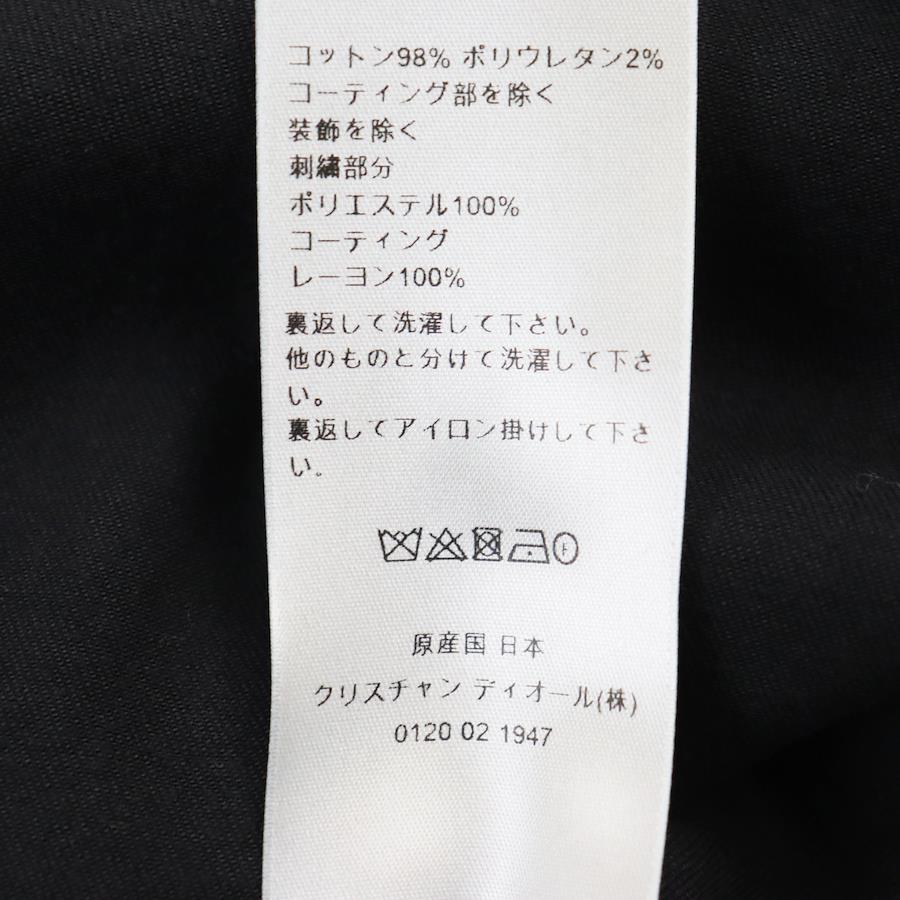 コットン98% ポリウレタン2%
コーティング部を除く
装飾を除く
刺繍部分
ポリエステル100%
コーティング
レーヨン100%
裏返して洗濯して下さい。
他のものと分けて洗濯して下さ
い。
裏返してアイロン掛けして下さ
い。
F
原産国 日本
クリスチャン ディオール(株)
0120 02 1947